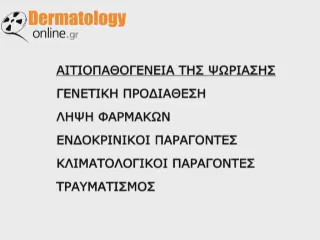 Dermatology
online.gr
ΑΙΤΙΟΠΑΘΟΓΕΝΕΙΑ ΤΗΣ ΨΩΡΙΑΣΗΣ
ΓΕΝΕΤΙΚΗ ΠΡΟΔΙΑΘΕΣΗ
ΛΗΨΗ ΦΑΡΜΑΚΩΝ
ΕΝΔΟΚΡΙΝΙΚΟΙ ΠΑΡΑΓΟΝΤΕΣ
ΚΛΙΜΑΤΟΛΟΓΙΚΟΙ ΠΑΡΑΓΟΝΤΕΣ
ΤΡΑΥΜΑΤΙΣΜΟΣ